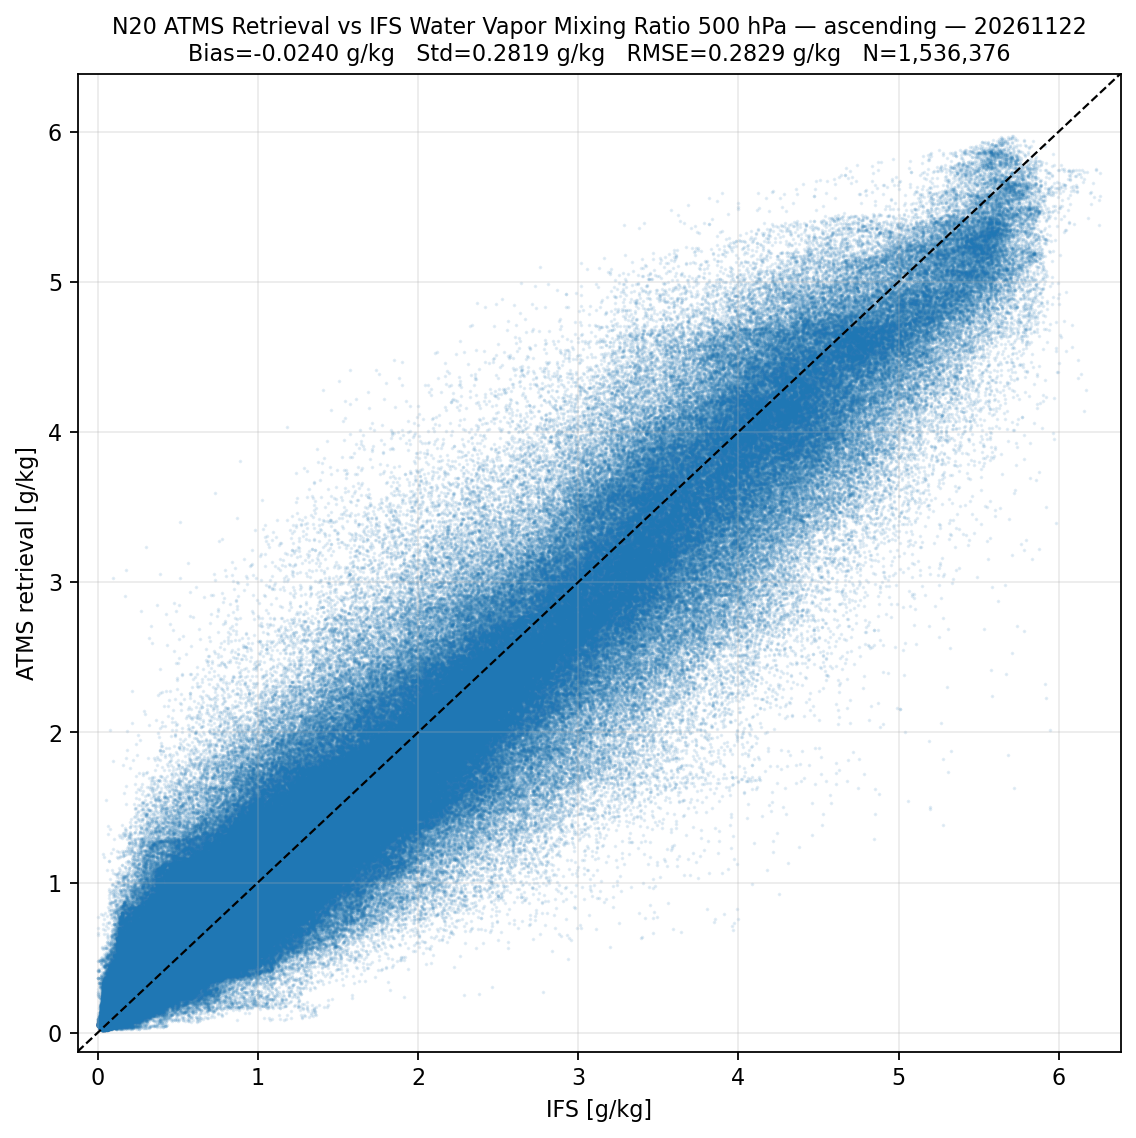 N20 ATMS Retrieval vs IFS Water Vapor Mixing Ratio 500 hPa — ascending — 20261122
Bias=-0.0240 g/kg   Std=0.2819 g/kg   RMSE=0.2829 g/kg   N=1,536,376
6
5
4
3
2
1
0
ATMS retrieval [g/kg]
0 1 2 3 4 5 6
IFS [g/kg]